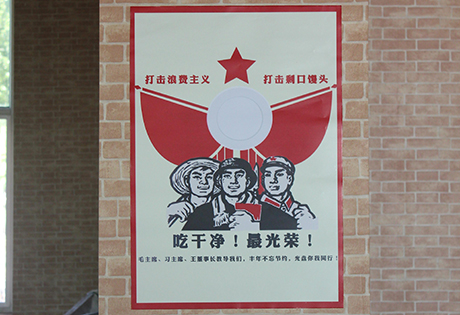 打击浪费主义 打击剩口馒头
吃干净！最光荣！
毛主席、习主席、王董事长教导我们，丰年不忘节约，光盘你我同行！